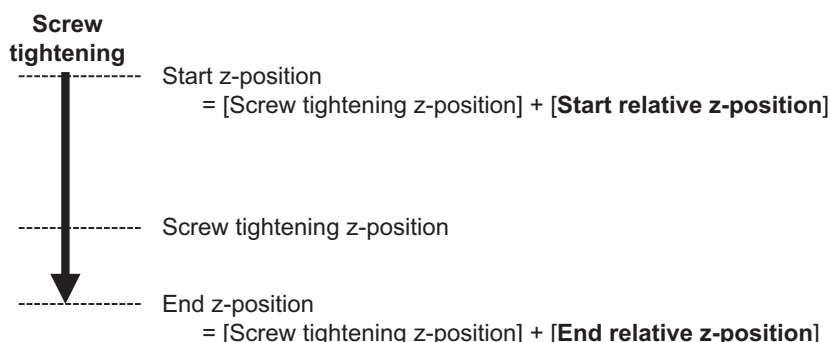 Screw
tightening
Start z-position
= [Screw tightening z-position] + [Start relative z-position]
Screw tightening z-position
End z-position
= [Screw tightening z-position] + [End relative z-position]